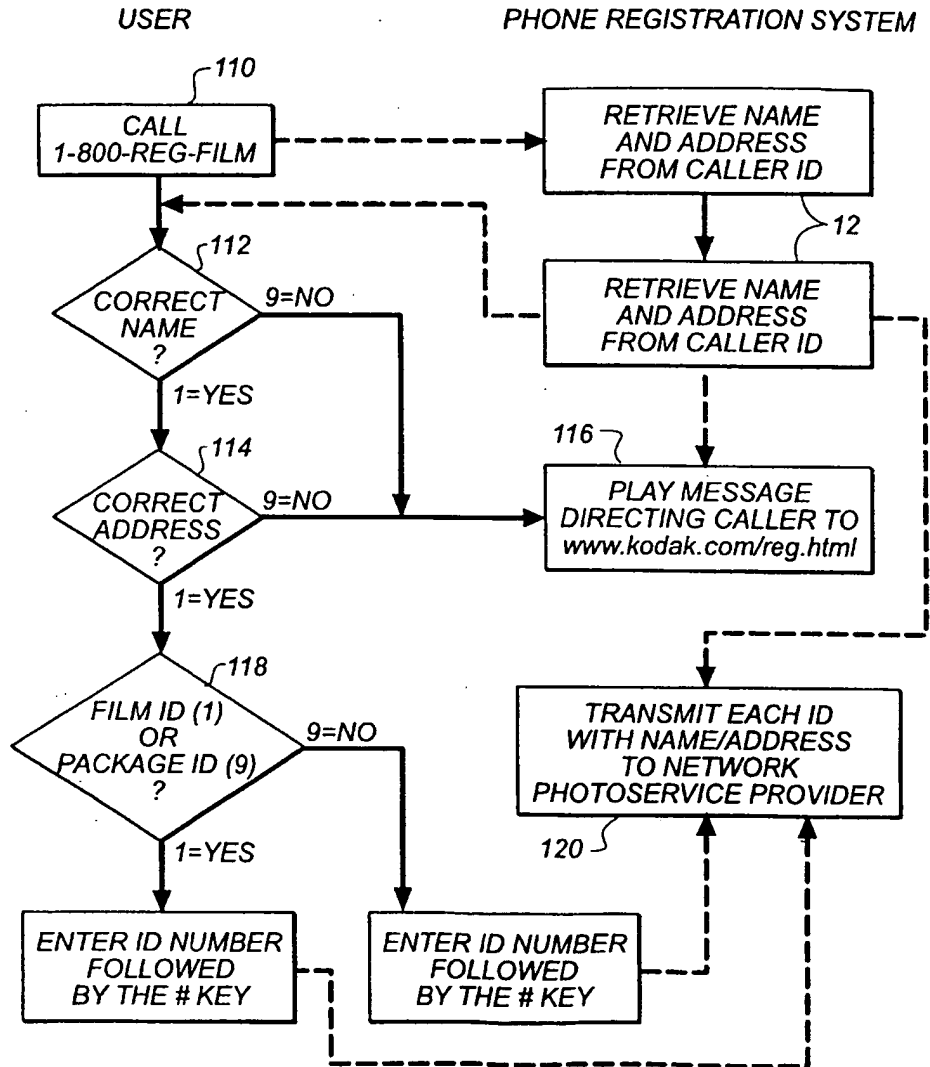 USER
PHONE REGISTRATION SYSTEM
110
CALL
1-800-REG-FILM
RETRIEVE NAME
AND ADDRESS
FROM CALLER ID
12
112
CORRECT
NAME
?
9=NO
1=YES
RETRIEVE NAME
AND ADDRESS
FROM CALLER ID
114
CORRECT
ADDRESS
?
9=NO
1=YES
116
PLAY MESSAGE
DIRECTING CALLER TO
www.kodak.com/reg.html
118
FILM ID (1)
OR
PACKAGE ID (9)
?
9=NO
1=YES
TRANSMIT EACH ID
WITH NAME/ADDRESS
TO NETWORK
PHOTOSERVICE PROVIDER
120
ENTER ID NUMBER
FOLLOWED
BY THE # KEY
ENTER ID NUMBER
FOLLOWED
BY THE # KEY